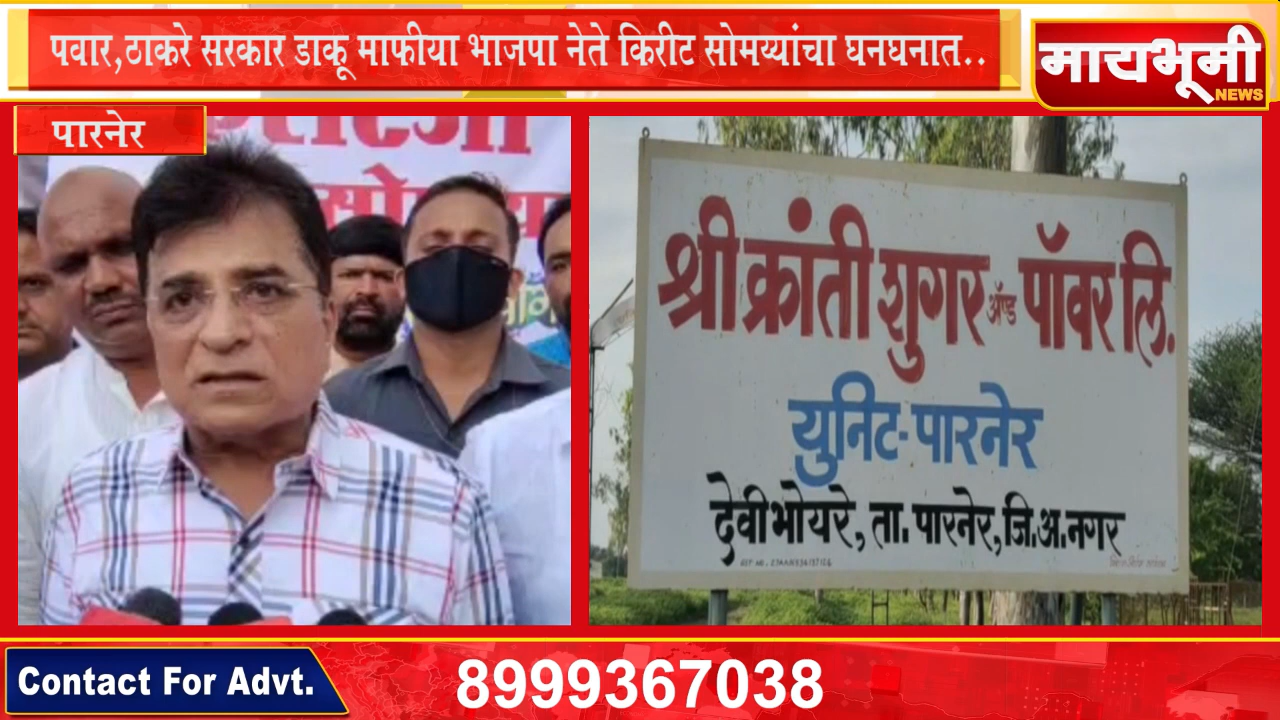 पवार,ठाकरे सरकार डाकू माफीया भाजपा नेते किरीट सोमय्यांचा घनघनात..
मायभूमी
NEWS
पारनेर
श्री क्रांती शुगर ॲण्ड पॉवर लि.
युनिट-पारनेर
देवीभोयरे, ता. पारनेर, जि.अ.नगर
Contact For Advt.
8999367038